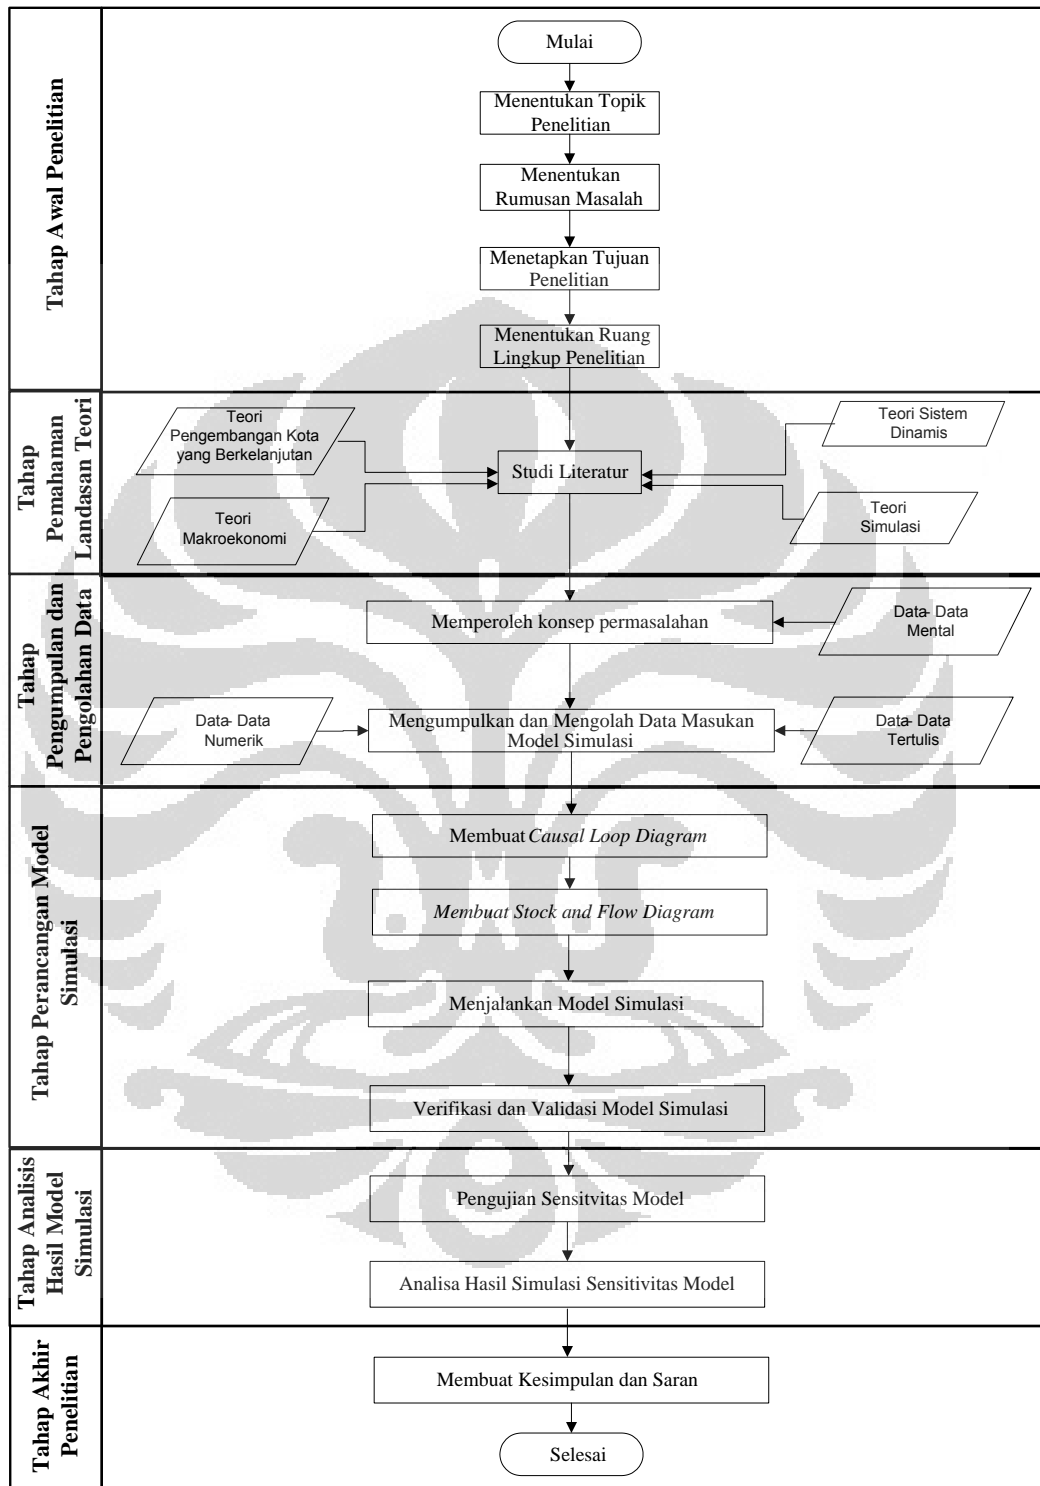 Tahap Awal Penelitian
Mulai
Menentukan Topik
Penelitian
Menentukan
Rumusan Masalah
Menetapkan Tujuan
Penelitian
Menentukan Ruang
Lingkup Penelitian
Tahap
Pemahaman
Landasan Teori
Teori
Pengembangan Kota
yang Berkelanjutan
Teori Sistem
Dinamis
Studi Literatur
Teori
Makroekonomi
Teori
Simulasi
Tahap
Pengumpulan dan
Pengolahan Data
Memperoleh konsep permasalahan
Data- Data
Mental
Data- Data
Numerik
Mengumpulkan dan Mengolah Data Masukan
Model Simulasi
Data- Data
Tertulis
Tahap Perancangan Model
Simulasi
Membuat Causal Loop Diagram
Membuat Stock and Flow Diagram
Menjalankan Model Simulasi
Verifikasi dan Validasi Model Simulasi
Tahap Analisis
Hasil Model
Simulasi
Pengujian Sensitvitas Model
Analisa Hasil Simulasi Sensitivitas Model
Tahap Akhir
Penelitian
Membuat Kesimpulan dan Saran
Selesai